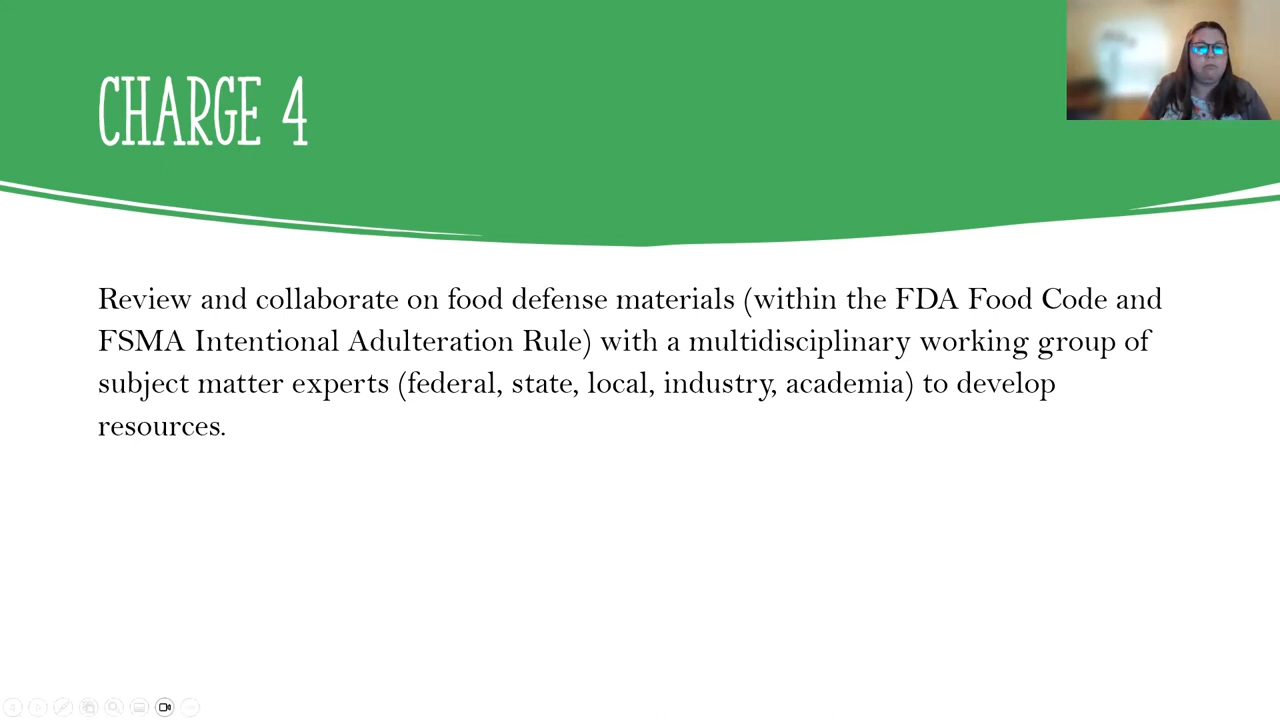 CHARGE 4
Review and collaborate on food defense materials (within the FDA Food Code and
FSMA Intentional Adulteration Rule) with a multidisciplinary working group of
subject matter experts (federal, state, local, industry, academia) to develop
resources.